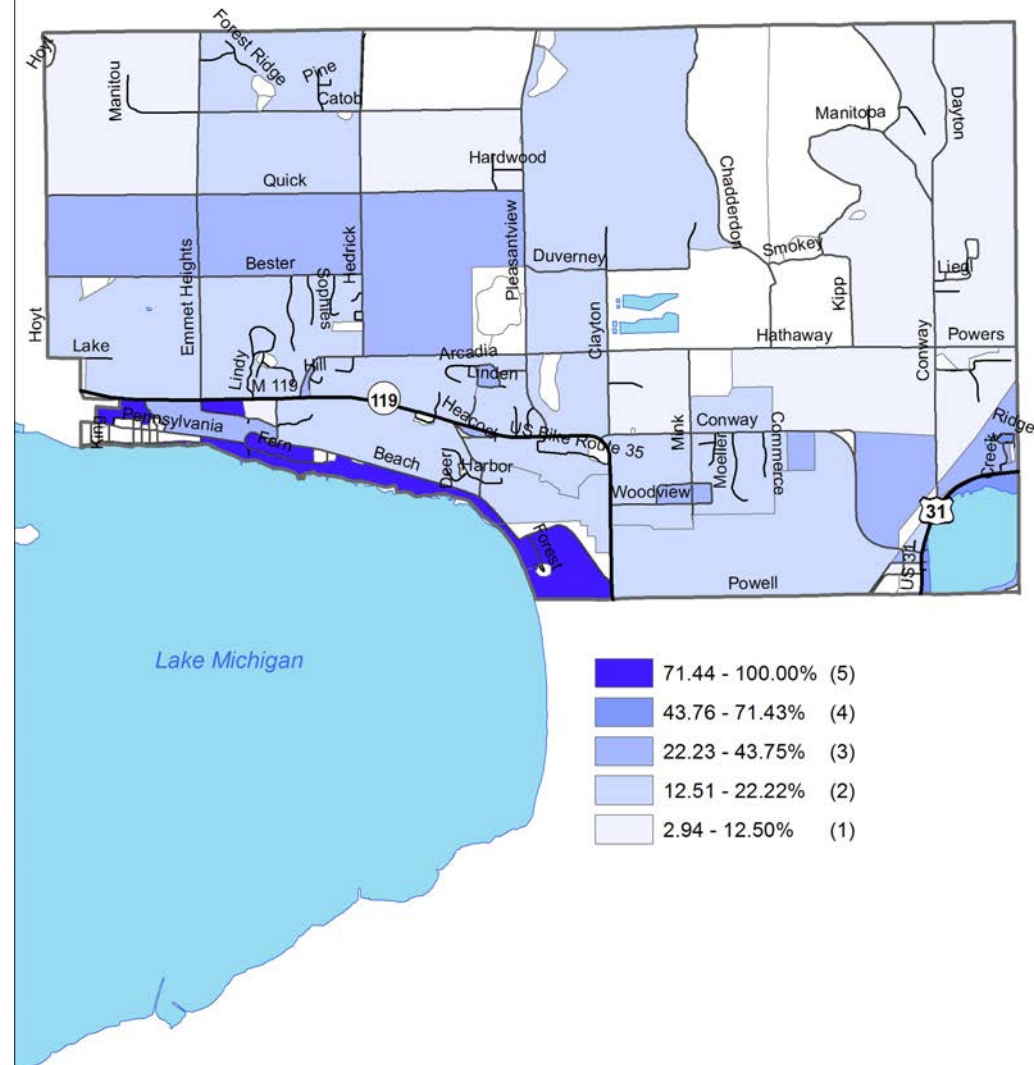 Hoyt
Forest Ridge
Pine
Catob
Manitou
Manitoba
Dayton
Hardwood
Quick
Chadderdon
Smokey
Hedrick
Pleasantview
Duverney
Bester
Sophies
Emmet Heights
Liegl
Kipp
Clayton
Hoyt
Hathaway
Conway
Powers
Lake
Arcadia
Lindy
Hill
Linden
M 119
119
Heacock
US Bike Route 35
Mink
Conway
Commerce
Moeller
Ridge
Creek
King
Pennsylvania
Fern
Beach
Deer
Harbor
Woodview
31
US 31
Forest
Powell
Lake Michigan
71.44 - 100.00% (5)
43.76 - 71.43% (4)
22.23 - 43.75% (3)
12.51 - 22.22% (2)
2.94 - 12.50% (1)